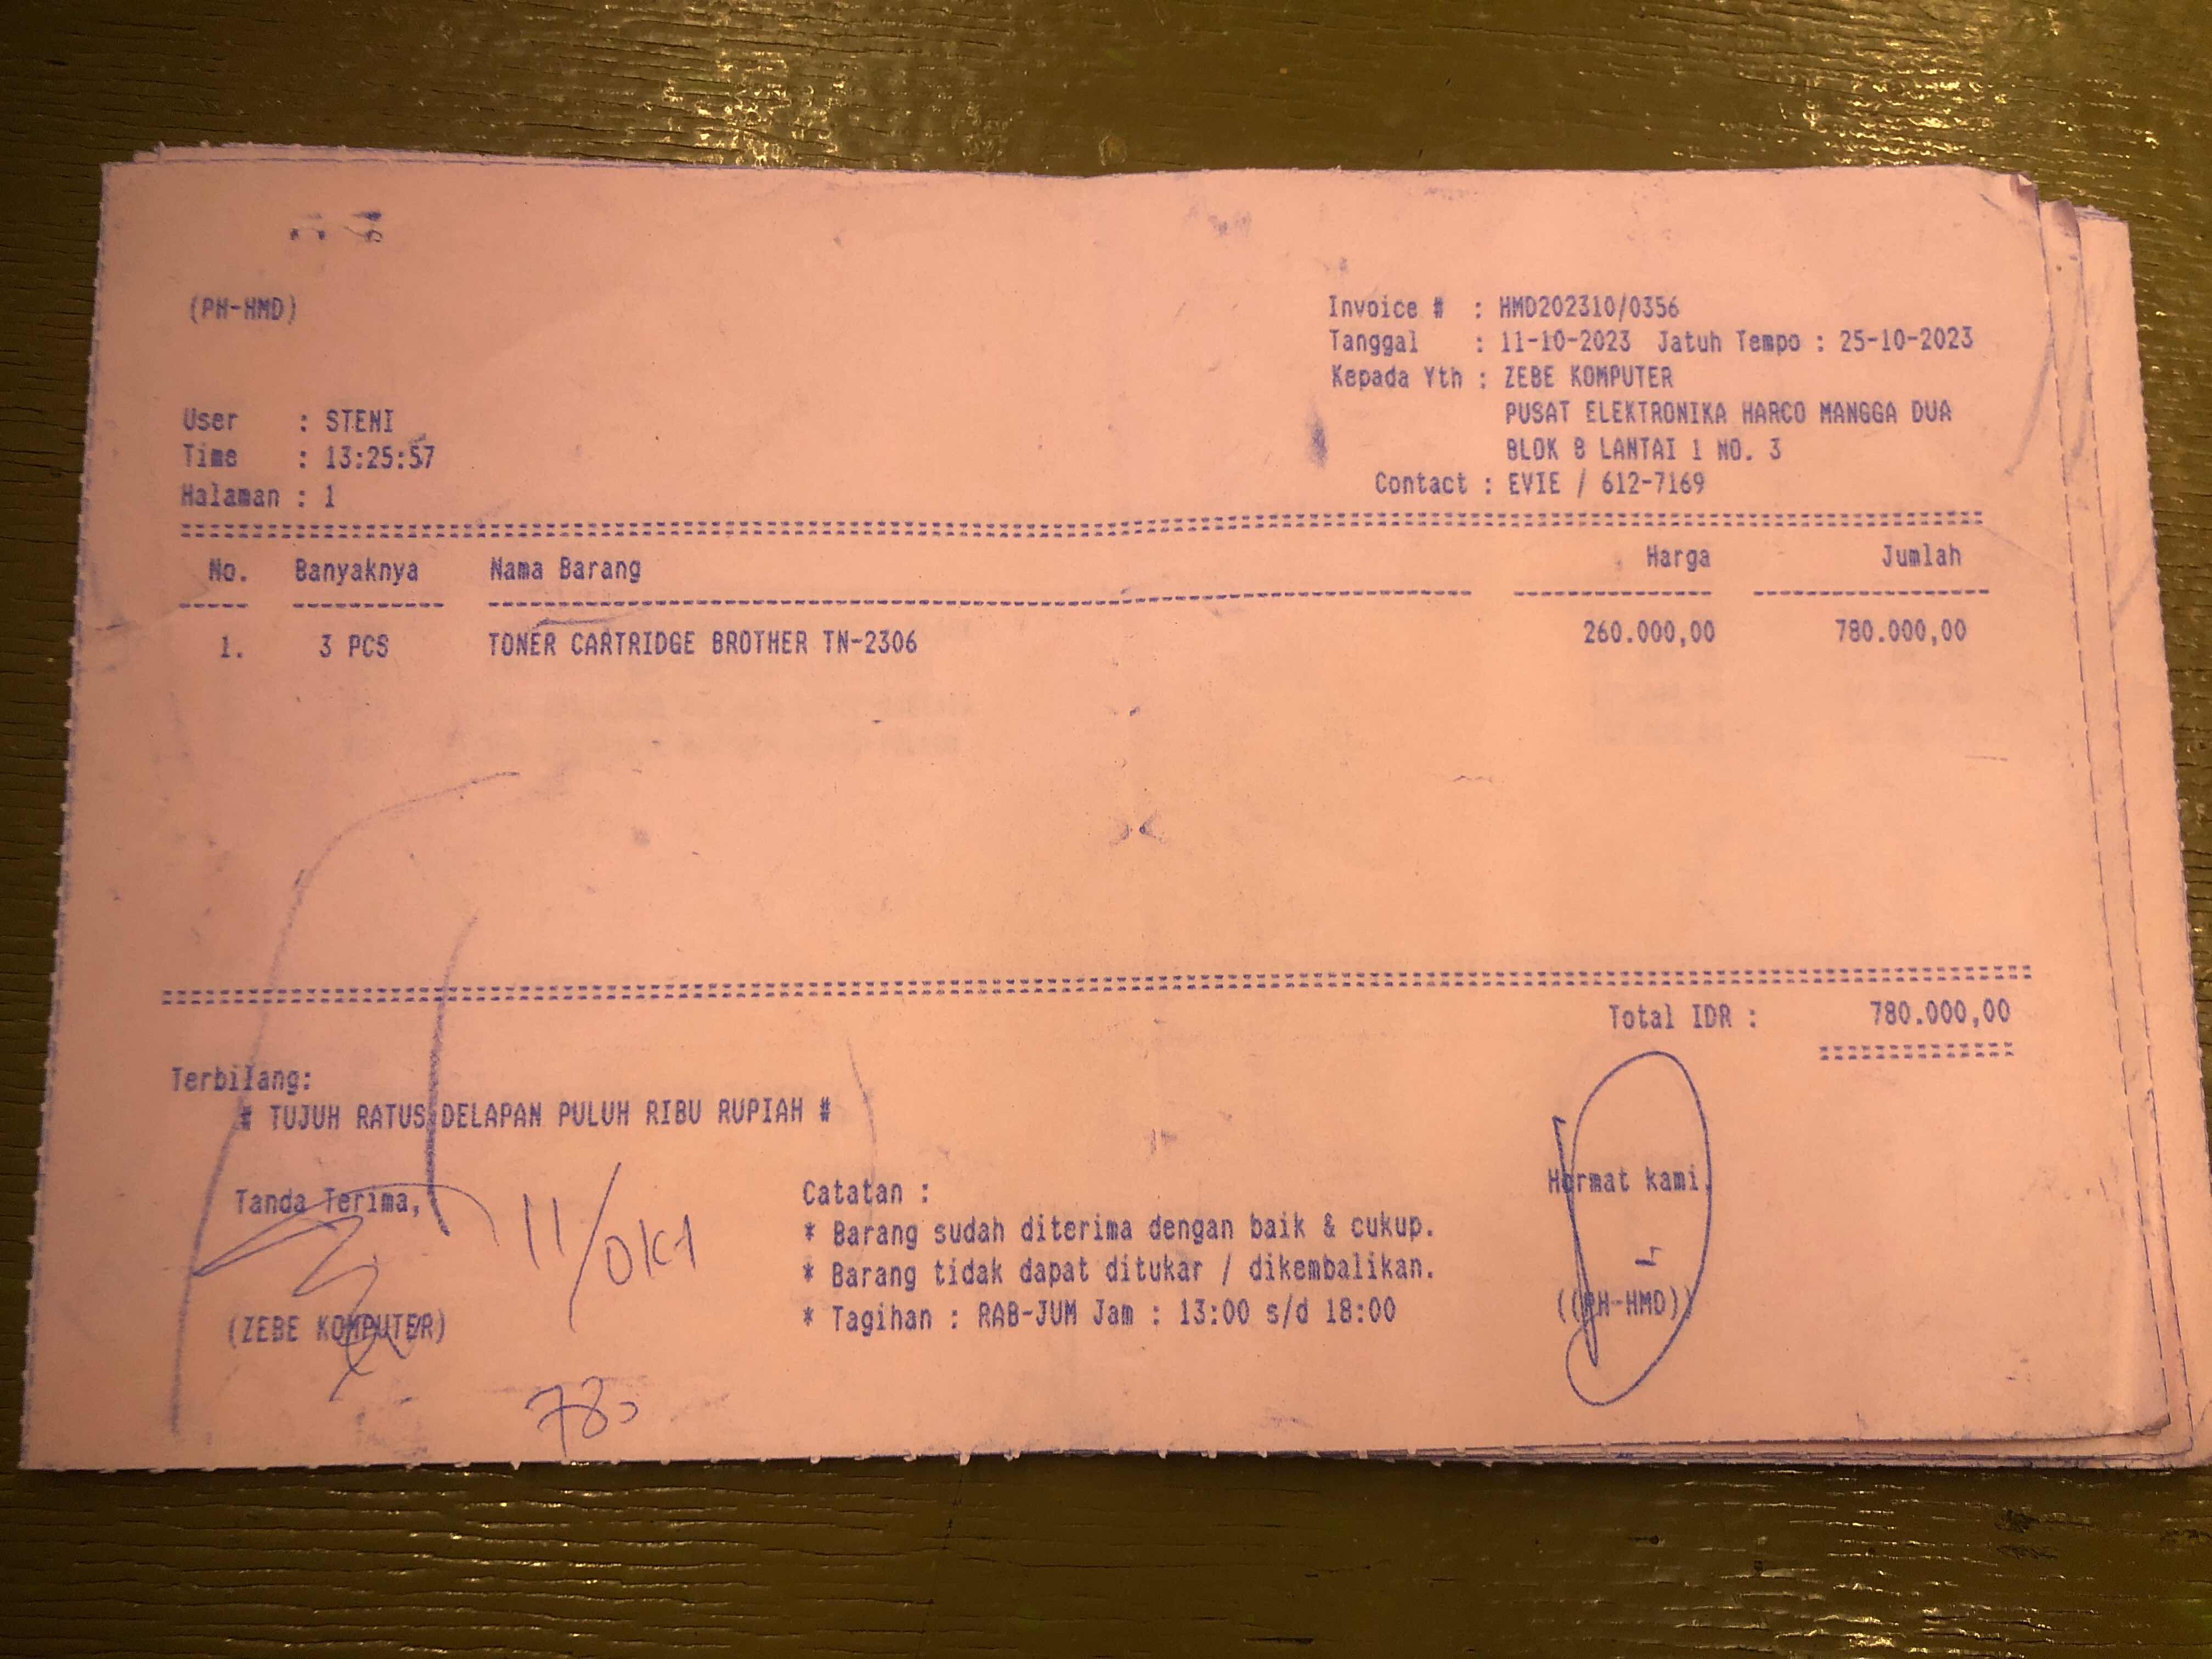 (PH-HMD)
Invoice # : HMD202310/0356
Tanggal : 11-10-2023 Jatuh Tempo : 25-10-2023
Kepada Yth : ZEBE KOMPUTER
PUSAT ELEKTRONIKA HARCO MANGGA DUA
BLOK B LANTAI 1 NO. 3
Contact : EVIE / 612-7169
User : STENI
Time : 13:25:57
Halaman : 1
No. Banyaknya Nama Barang Harga Jumlah
1. 3 PCS TONER CARTRIDGE BROTHER TN-2306 260.000,00 780.000,00
Total IDR : 780.000,00
Terbilang:
# TUJUH RATUS DELAPAN PULUH RIBU RUPIAH #
Tanda Terima,
11/OKT
(ZEBE KOMPUTER)
780
Catatan :
* Barang sudah diterima dengan baik & cukup.
* Barang tidak dapat ditukar / dikembalikan.
* Tagihan : RAB-JUM Jam : 13:00 s/d 18:00
Hormat kami,
((PH-HMD))